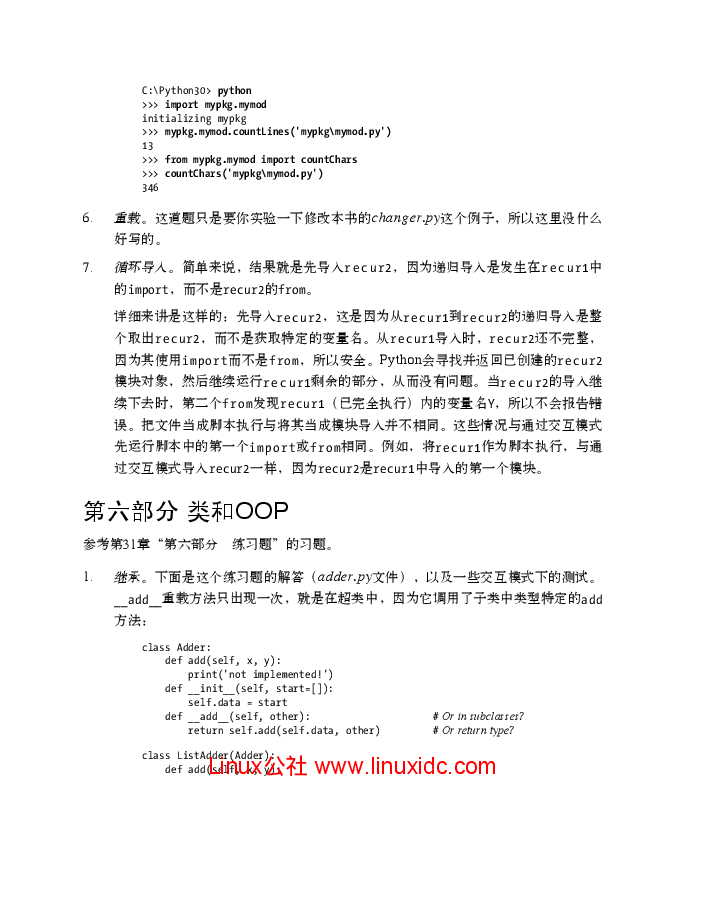 C:\Python30> python
>>> import mypkg.mymod
initializing mypkg
>>> mypkg.mymod.countLines('mypkg\mymod.py')
13
>>> from mypkg.mymod import countChars
>>> countChars('mypkg\mymod.py')
346
6. 重载。这道题只是要你实验一下修改本书的changer.py这个例子，所以这里没什么
好写的。
7. 循环导入。简单来说，结果就是先导入recur2，因为递归导入是发生在recur1中
的import，而不是recur2的from。
详细来讲是这样的：先导入recur2，这是因为从recur1到recur2的递归导入是整
个取出recur2，而不是获取特定的变量名。从recur1导入时，recur2还不完整，
因为其使用import而不是from，所以安全。Python会寻找并返回已创建的recur2
模块对象，然后继续运行recur1剩余的部分，从而没有问题。当recur2的导入继
续下去时，第二个from发现recur1（已完全执行）内的变量名Y，所以不会报告错
误。把文件当成脚本执行与将其当成模块导入并不相同。这些情况与通过交互模式
先运行脚本中的第一个import或from相同。例如，将recur1作为脚本执行，与通
过交互模式导入recur2一样，因为recur2是recur1中导入的第一个模块。
第六部分 类和OOP
参考第31章“第六部分　练习题”的习题。
1. 继承。下面是这个练习题的解答（adder.py文件），以及一些交互模式下的测试。
__add__重载方法只出现一次，就是在超类中，因为它调用了子类中类型特定的add
方法：
class Adder:
    def add(self, x, y):
        print('not implemented!')
    def __init__(self, start=[]):
        self.data = start
    def __add__(self, other):    # Or in subclasses?
        return self.add(self.data, other)    # Or return type?
class ListAdder(Adder):
    def add(self, x, y):
Linux公社 www.linuxidc.com